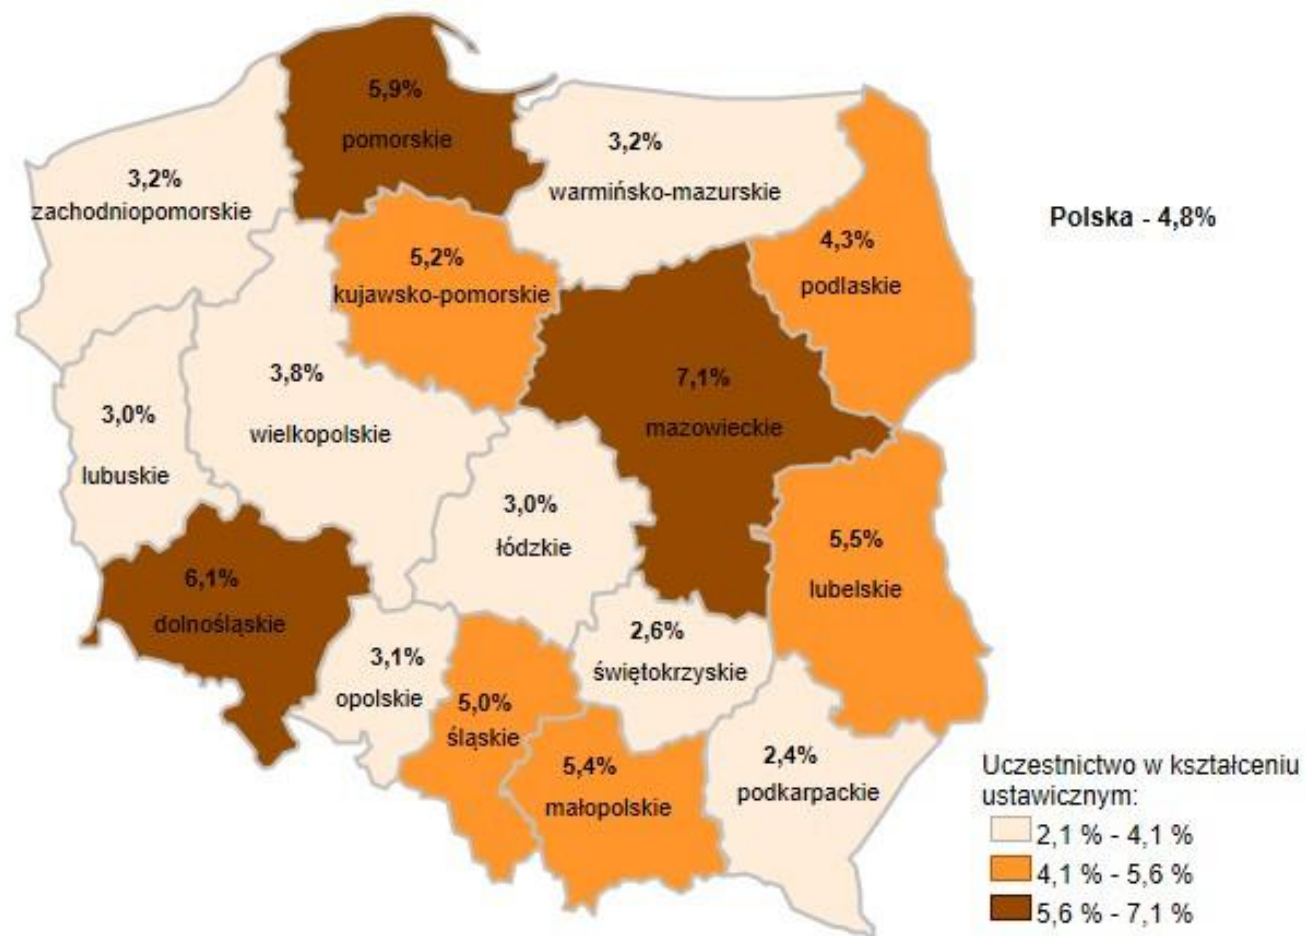 5,9%
pomorskie
3,2%
warmińsko-mazurskie
3,2%
zachodniopomorskie
Polska - 4,8%
4,3%
podlaskie
5,2%
kujawsko-pomorskie
3,8%
wielkopolskie
7,1%
mazowieckie
3,0%
lubuskie
3,0%
łódzkie
5,5%
lubelskie
6,1%
dolnośląskie
3,1%
opolskie
2,6%
świętokrzyskie
5,0%
śląskie
5,4%
małopolskie
2,4%
podkarpackie
Uczestnictwo w kształceniu
ustawicznym:
2,1 % - 4,1 %
4,1 % - 5,6 %
5,6 % - 7,1 %